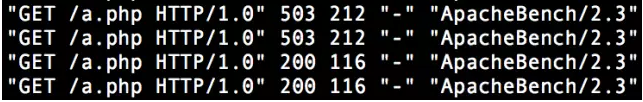 "GET /a.php HTTP/1.0" 503 212 "-" "ApacheBench/2.3"
"GET /a.php HTTP/1.0" 503 212 "-" "ApacheBench/2.3"
"GET /a.php HTTP/1.0" 200 116 "-" "ApacheBench/2.3"
"GET /a.php HTTP/1.0" 200 116 "-" "ApacheBench/2.3"